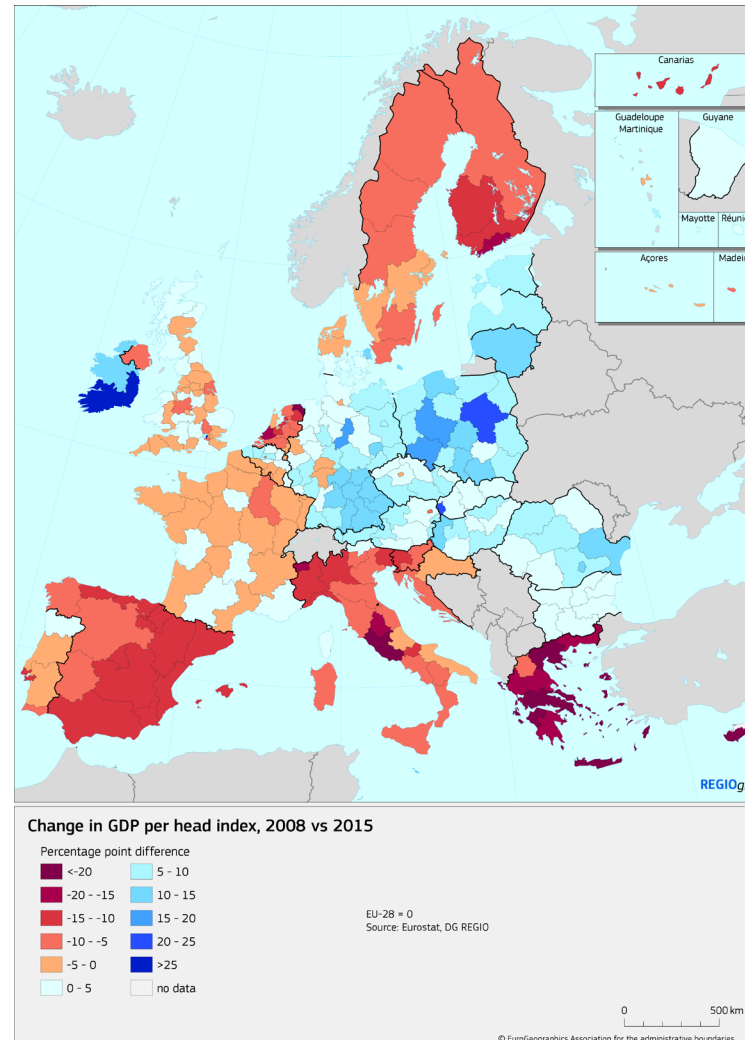 Canarias
Guadeloupe
Martinique
Guyane
Mayotte
Açores
REGIOg
Change in GDP per head index, 2008 vs 2015
Percentage point difference
<-20
-20 - -15
-15 - -10
-10 - -5
-5 - 0
0 - 5
5 - 10
10 - 15
15 - 20
20 - 25
>25
no data
EU-28 = 0
Source: Eurostat, DG REGIO
0 500 km
© EuroGeographics Association for the administrative boundaries